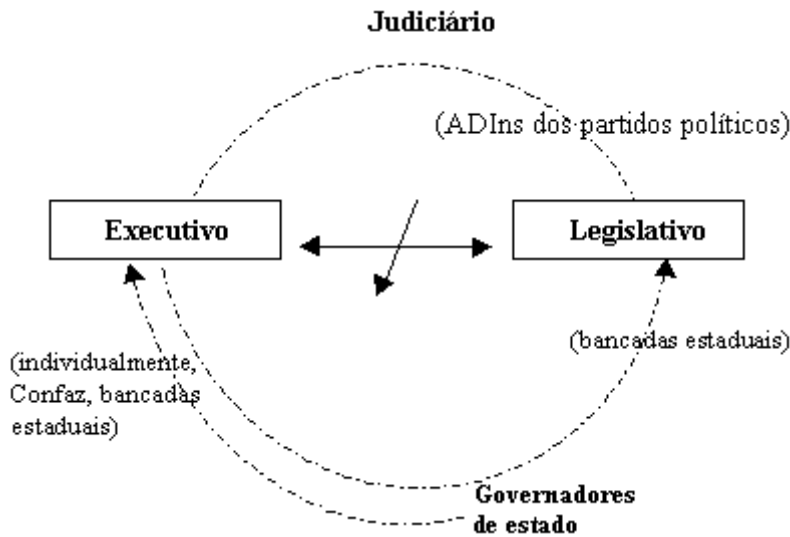 Judiciário
(ADIns dos partidos políticos)
Executivo
Legislativo
(bancadas estaduais)
(individualmente,
Confaz, bancadas
estaduais)
Governadores
de estado